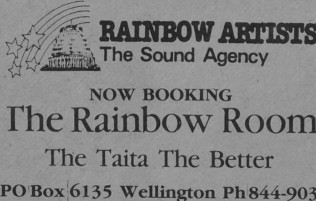 RAINBOW ARTISTS
The Sound Agency
NOW BOOKING
The Rainbow Room
The Taita The Better
PO Box 6135 Wellington Ph 844-903